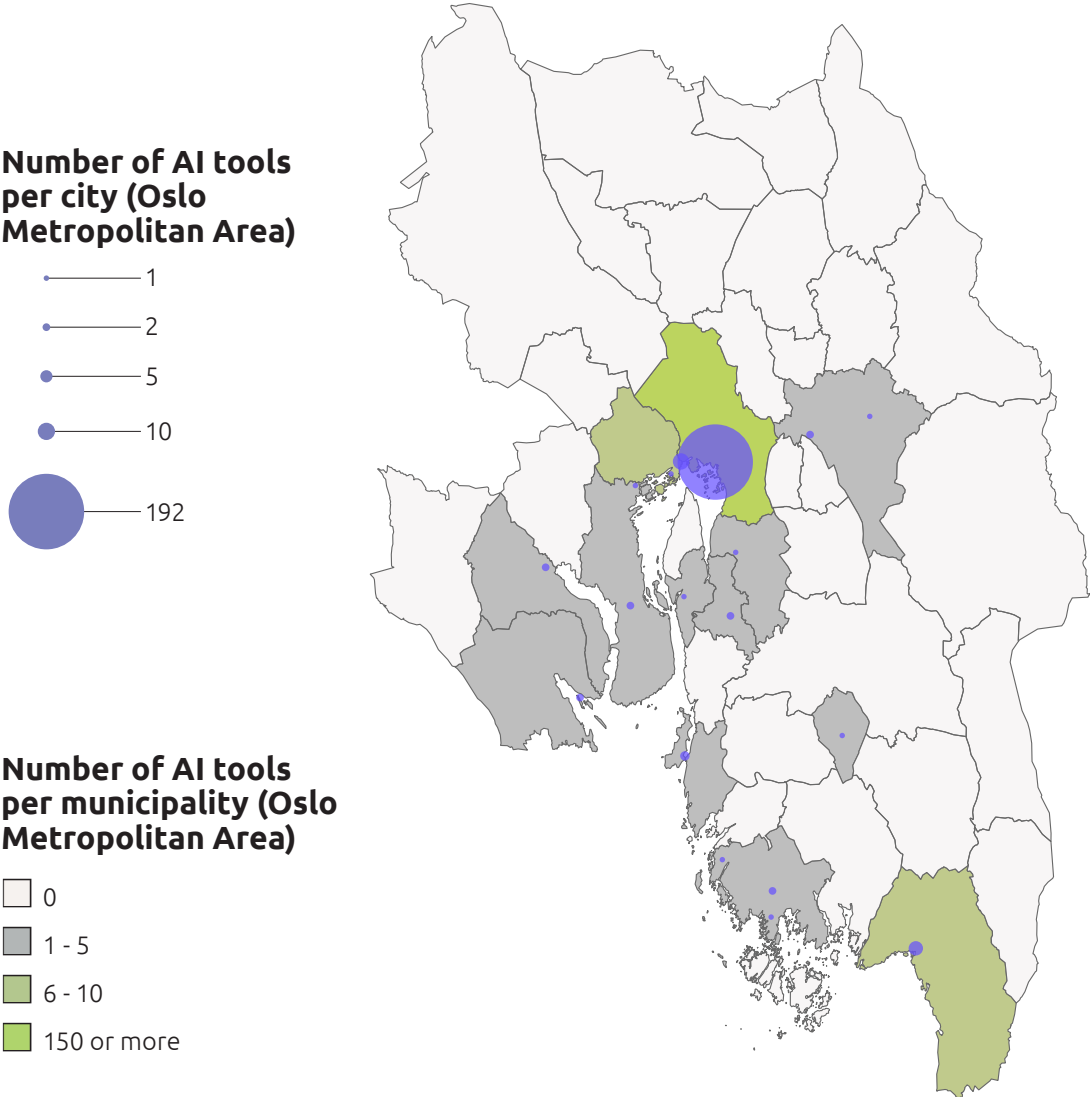 Number of AI tools
per city (Oslo
Metropolitan Area)
1
2
5
10
192
Number of AI tools
per municipality (Oslo
Metropolitan Area)
0
1 - 5
6 - 10
150 or more